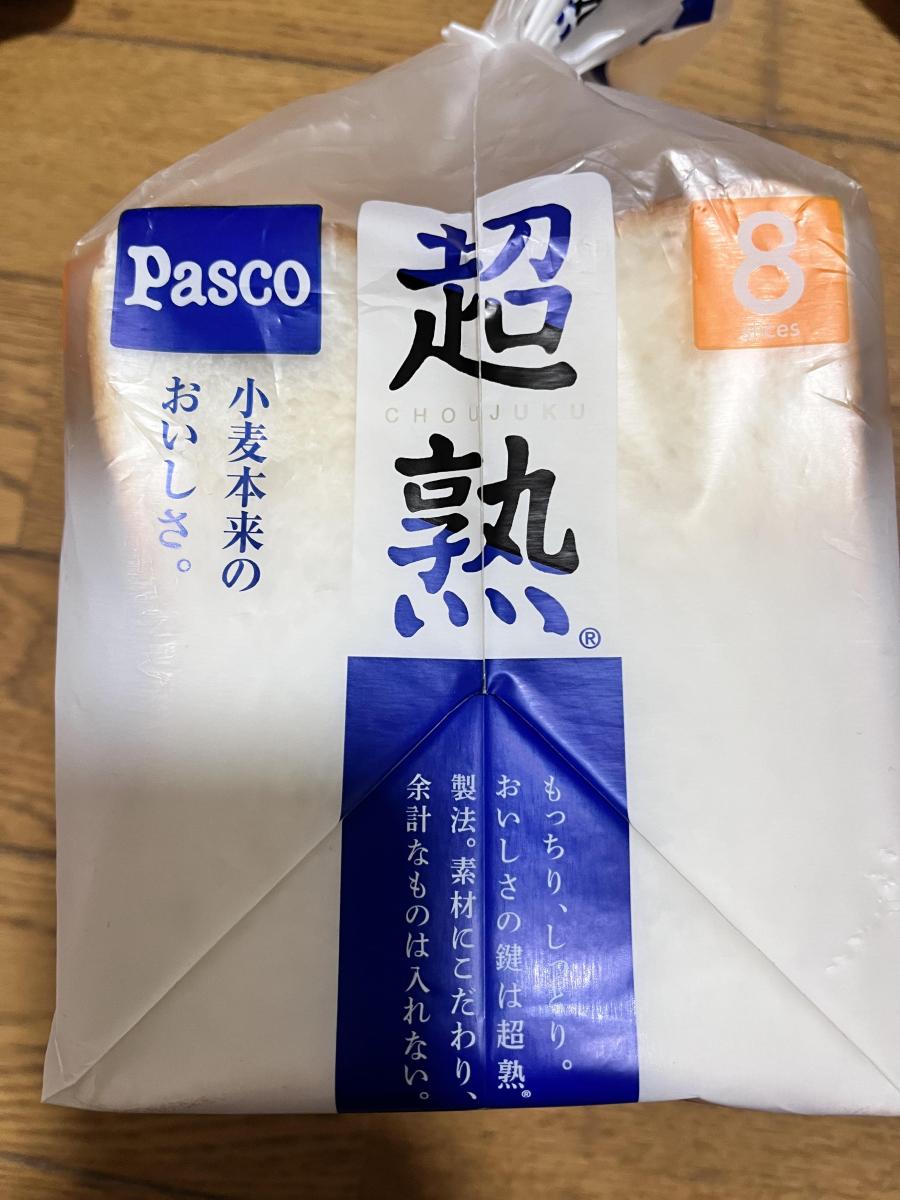 Pasco
超熟
CHOUJUKU
®
8
slices
小麦本来の
おいしさ。
もっちり、しっとり。
おいしさの鍵は超熟®
製法。素材にこだわり、
余計なものは入れない。